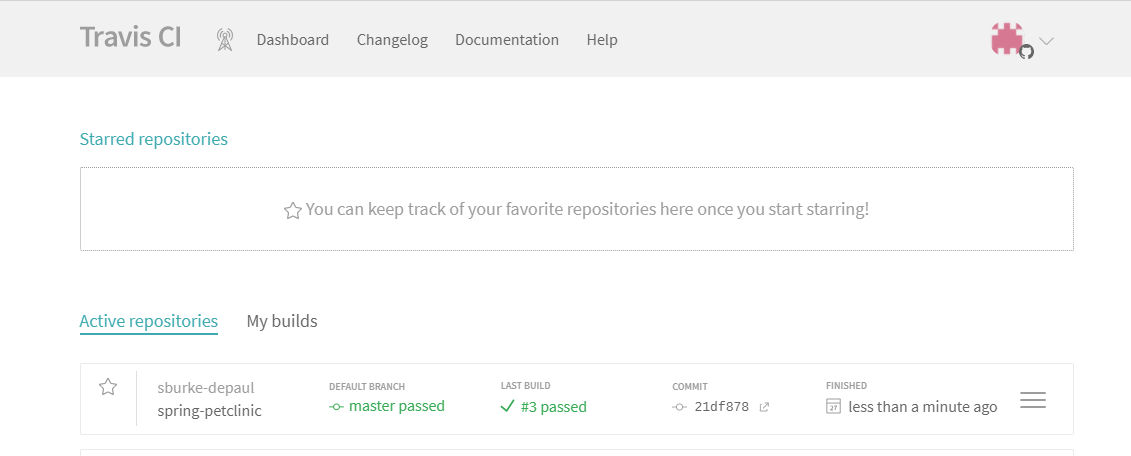 Travis CI Dashboard Changelog Documentation Help
Starred repositories
You can keep track of your favorite repositories here once you start starring!
Active repositories My builds
sburke-depaul DEFAULT BRANCH LAST BUILD COMMIT FINISHED
spring-petclinic master passed #3 passed 21df878 27 less than a minute ago